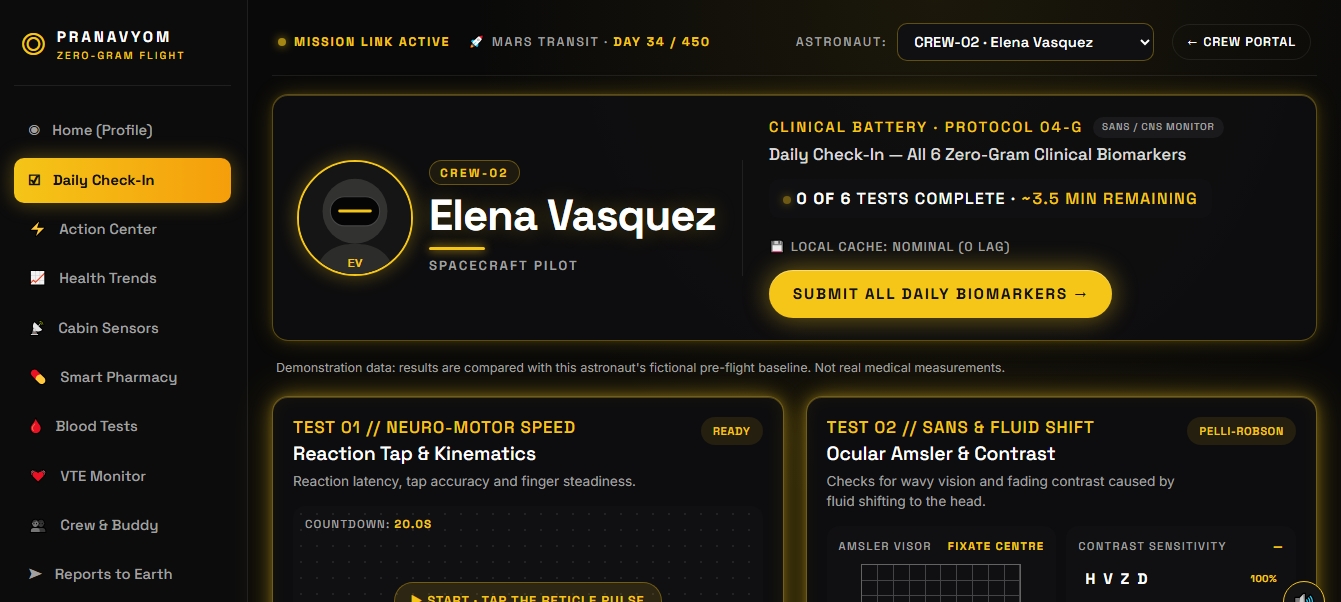 PRANAVYOM
ZERO-GRAM FLIGHT
Home (Profile)
Daily Check-In
Action Center
Health Trends
Cabin Sensors
Smart Pharmacy
Blood Tests
VTE Monitor
Crew & Buddy
Reports to Earth
MISSION LINK ACTIVE
MARS TRANSIT · DAY 34 / 450
ASTRONAUT:
CREW-02 · Elena Vasquez
← CREW PORTAL
EV
CREW-02
Elena Vasquez
SPACECRAFT PILOT
CLINICAL BATTERY · PROTOCOL 04-G
SANS / CNS MONITOR
Daily Check-In — All 6 Zero-Gram Clinical Biomarkers
0 OF 6 TESTS COMPLETE · ~3.5 MIN REMAINING
LOCAL CACHE: NOMINAL (0 LAG)
SUBMIT ALL DAILY BIOMARKERS →
Demonstration data: results are compared with this astronaut's fictional pre-flight baseline. Not real medical measurements.
TEST 01 // NEURO-MOTOR SPEED
READY
Reaction Tap & Kinematics
Reaction latency, tap accuracy and finger steadiness.
COUNTDOWN: 20.0S
▶ START · TAP THE RETICLE PULSE
TEST 02 // SANS & FLUID SHIFT
PELLI-ROBSON
Ocular Amsler & Contrast
Checks for wavy vision and fading contrast caused by
fluid shifting to the head.
AMSLER VISOR
FIXATE CENTRE
CONTRAST SENSITIVITY
—
H V Z D
100%